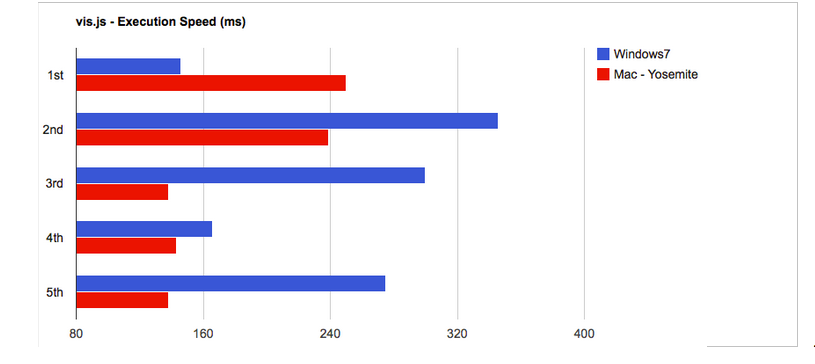 vis.js - Execution Speed (ms)
Windows7
Mac - Yosemite
1st
2nd
3rd
4th
5th
80 160 240 320 400